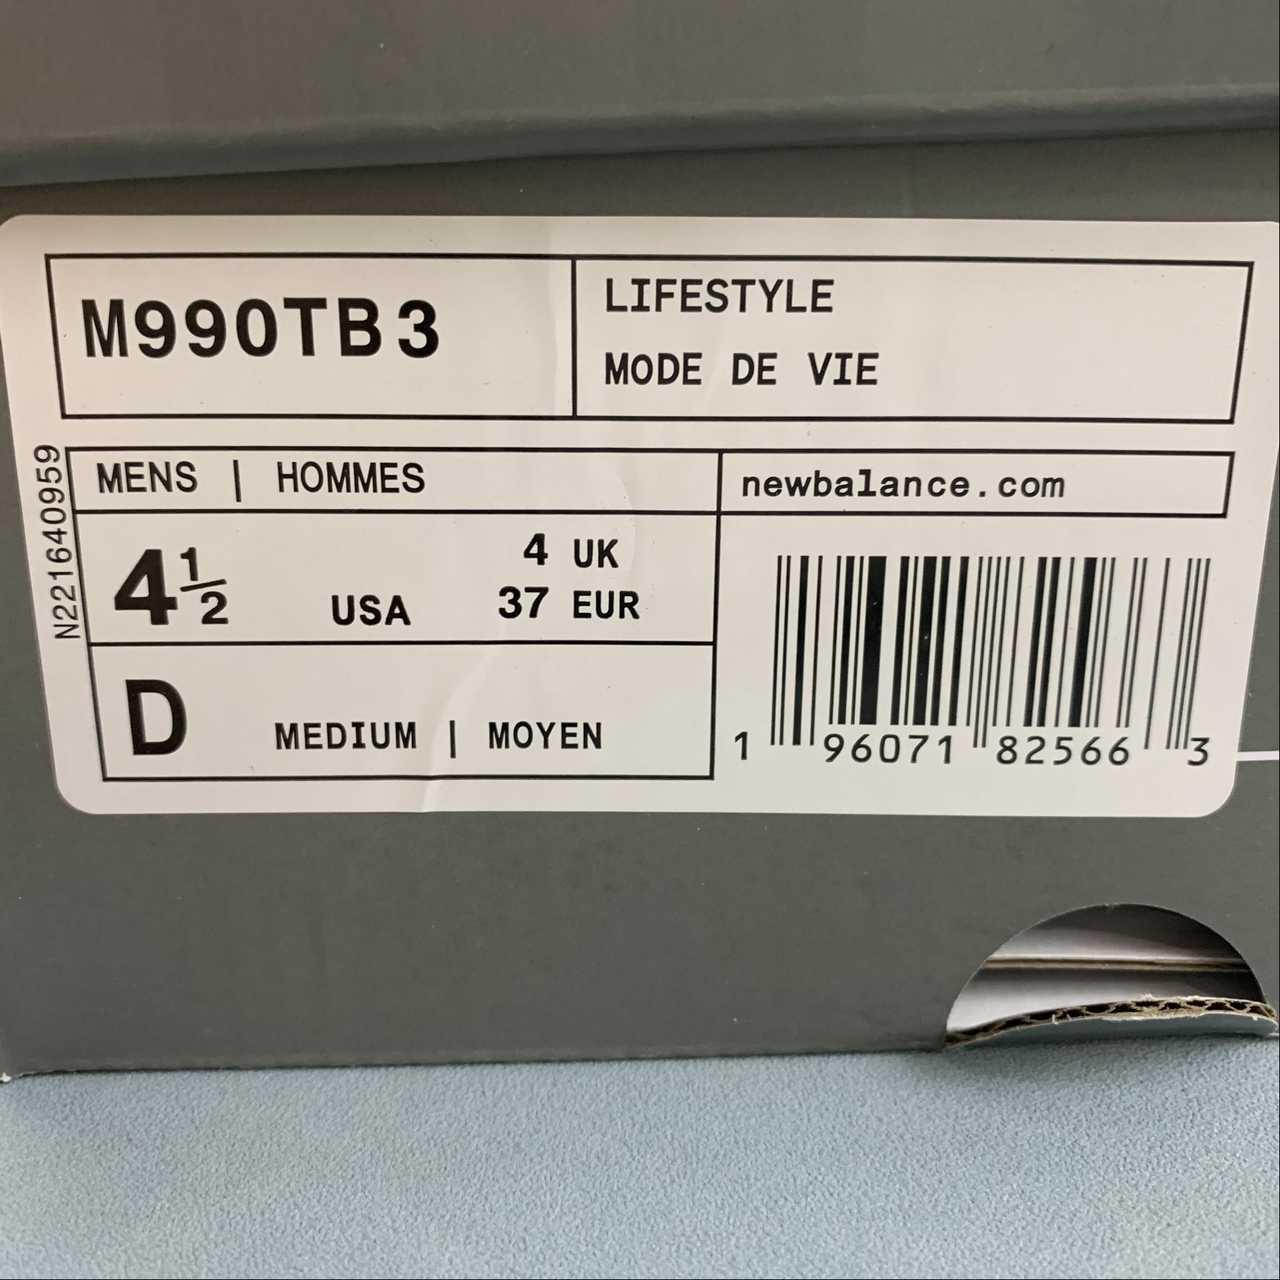 M990TB3
LIFESTYLE
MODE DE VIE
N221640959
MENS | HOMMES
newbalance.com
4½ USA
4 UK
37 EUR
D MEDIUM | MOYEN
1 96071 82566 3